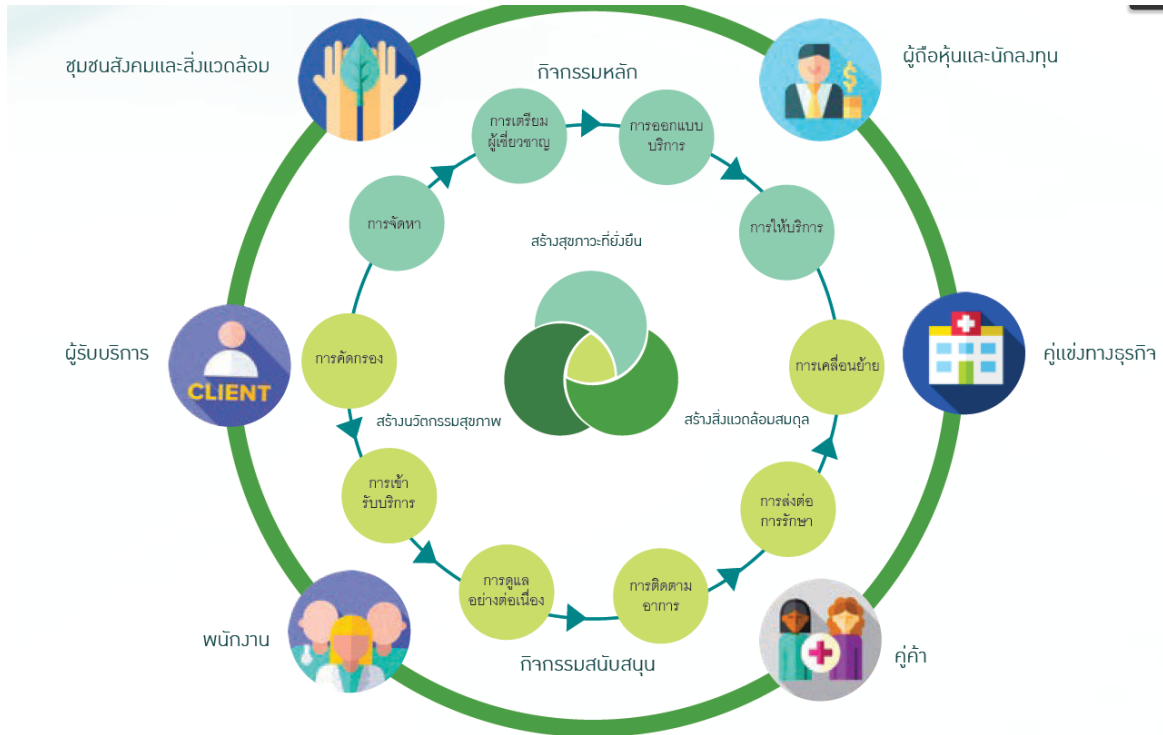 ชุมชนสังคมและสิ่งแวดล้อม
ผู้ถือหุ้นและนักลงทุน
กิจกรรมหลัก
การเตรียม
ผู้เชี่ยวชาญ
การออกแบบ
บริการ
การจัดหา
การให้บริการ
สร้างสุขภาวะที่ยั่งยืน
ผู้รับบริการ
CLIENT
การคัดกรอง
การเคลื่อนย้าย
คู่แข่งทางธุรกิจ
สร้างนวัตกรรมสุขภาพ
สร้างสิ่งแวดล้อมสมดุล
การเข้า
รับบริการ
การส่งต่อ
การรักษา
การดูแล
อย่างต่อเนื่อง
การติดตาม
อาการ
พนักงาน
กิจกรรมสนับสนุน
คู่ค้า
$